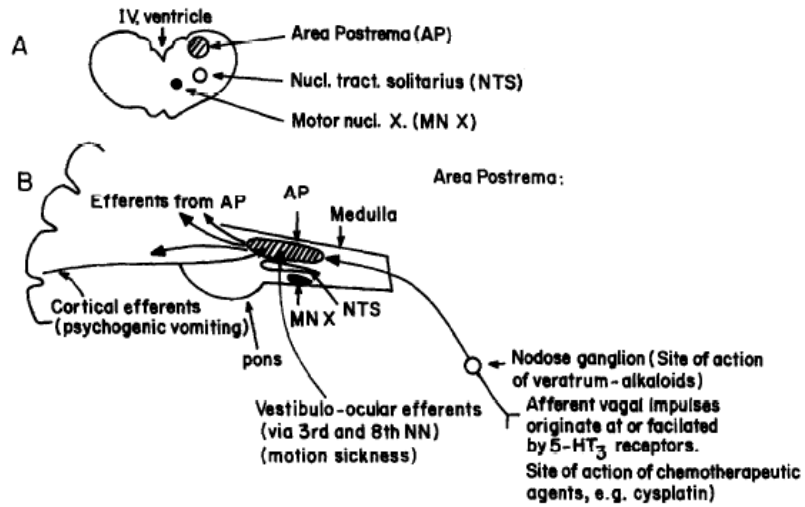 A
IV, ventricle
Area Postrema (AP)
Nucl. tract. solitarius (NTS)
Motor nucl. X. (MN X)
B
Area Postrema:
Efferents from AP
AP
Medulla
Cortical efferents
(psychogenic vomiting)
pons
MN X
NTS
Vestibulo-ocular efferents
(via 3rd and 8th NN)
(motion sickness)
Nodose ganglion (Site of action
of veratrum-alkaloids)
Afferent vagal impulses
originate at or facilated
by 5-HT3 receptors.
Site of action of chemotherapeutic
agents, e.g. cysplatin)